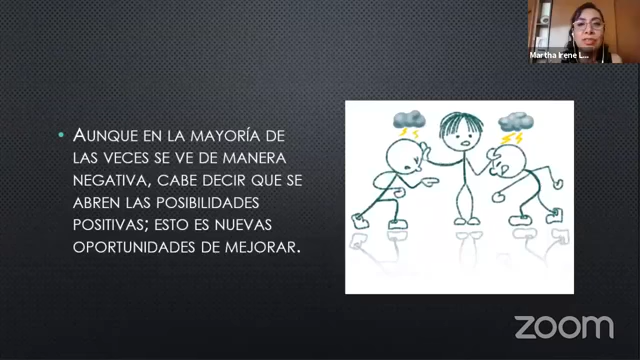 Martha Irene L...
• Aunque en la mayoría de
las veces se ve de manera
negativa, cabe decir que se
abren las posibilidades
positivas; esto es nuevas
oportunidades de mejorar.
zoom